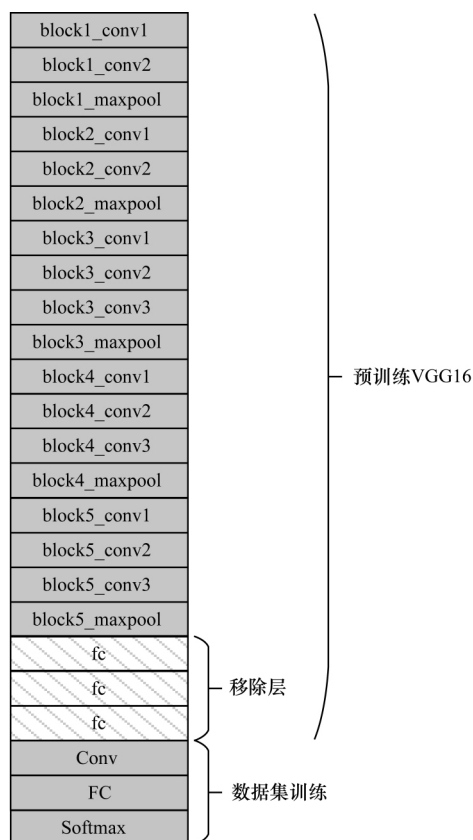 block1_conv1
block1_conv2
block1_maxpool
block2_conv1
block2_conv2
block2_maxpool
block3_conv1
block3_conv2
block3_conv3
block3_maxpool
block4_conv1
block4_conv2
block4_conv3
block4_maxpool
block5_conv1
block5_conv2
block5_conv3
block5_maxpool
fc
fc
fc
Conv
FC
Softmax
预训练VGG16
移除层
数据集训练